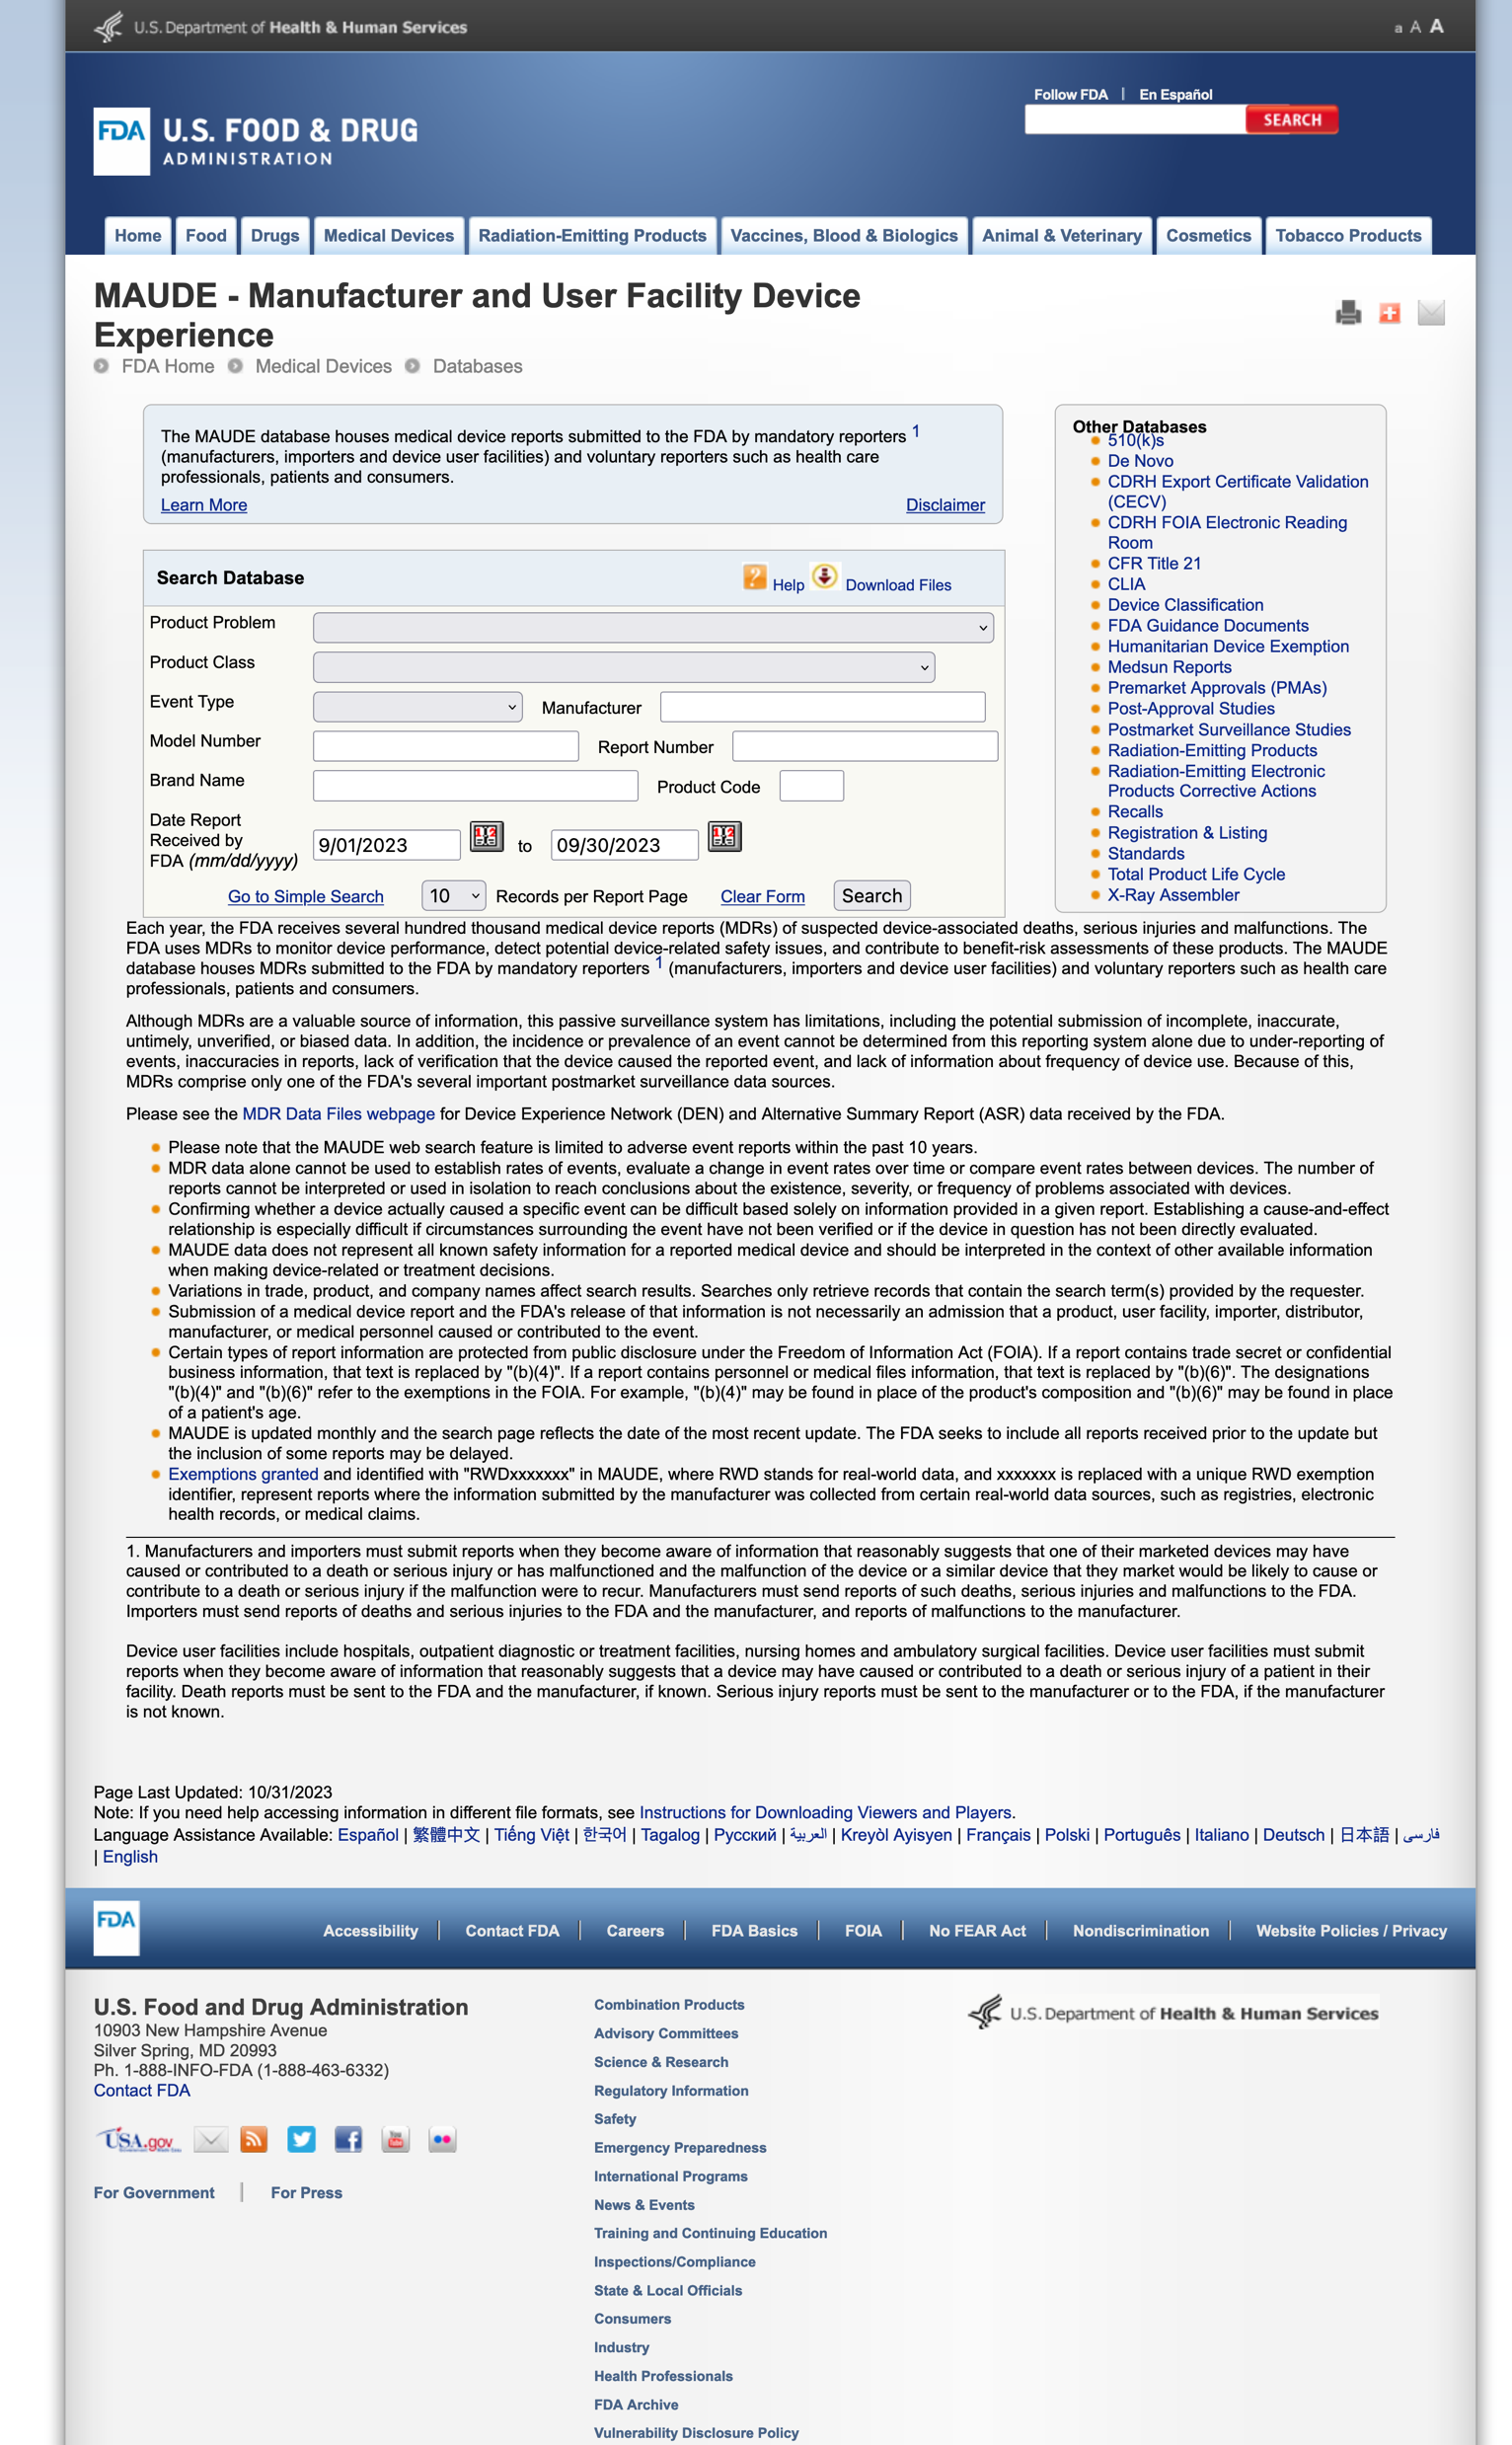 U.S. Department of Health & Human Services
a A A
Follow FDA | En Español
SEARCH
FDA U.S. FOOD & DRUG
ADMINISTRATION
Home Food Drugs Medical Devices Radiation-Emitting Products Vaccines, Blood & Biologics Animal & Veterinary Cosmetics Tobacco Products
MAUDE - Manufacturer and User Facility Device
Experience
FDA Home Medical Devices Databases
The MAUDE database houses medical device reports submitted to the FDA by mandatory reporters 1
(manufacturers, importers and device user facilities) and voluntary reporters such as health care
professionals, patients and consumers.
Learn More Disclaimer
Search Database
? Help Download Files
Product Problem
Product Class
Event Type Manufacturer
Model Number Report Number
Brand Name Product Code
Date Report
Received by
FDA (mm/dd/yyyy)
9/01/2023 to 09/30/2023
Go to Simple Search 10 Records per Report Page Clear Form Search
Other Databases
510(k)s
De Novo
CDRH Export Certificate Validation
(CECV)
CDRH FOIA Electronic Reading
Room
CFR Title 21
CLIA
Device Classification
FDA Guidance Documents
Humanitarian Device Exemption
Medsun Reports
Premarket Approvals (PMAs)
Post-Approval Studies
Postmarket Surveillance Studies
Radiation-Emitting Products
Radiation-Emitting Electronic
Products Corrective Actions
Recalls
Registration & Listing
Standards
Total Product Life Cycle
X-Ray Assembler
Each year, the FDA receives several hundred thousand medical device reports (MDRs) of suspected device-associated deaths, serious injuries and malfunctions. The
FDA uses MDRs to monitor device performance, detect potential device-related safety issues, and contribute to benefit-risk assessments of these products. The MAUDE
database houses MDRs submitted to the FDA by mandatory reporters 1 (manufacturers, importers and device user facilities) and voluntary reporters such as health care
professionals, patients and consumers.
Although MDRs are a valuable source of information, this passive surveillance system has limitations, including the potential submission of incomplete, inaccurate,
untimely, unverified, or biased data. In addition, the incidence or prevalence of an event cannot be determined from this reporting system alone due to under-reporting of
events, inaccuracies in reports, lack of verification that the device caused the reported event, and lack of information about frequency of device use. Because of this,
MDRs comprise only one of the FDA's several important postmarket surveillance data sources.
Please see the MDR Data Files webpage for Device Experience Network (DEN) and Alternative Summary Report (ASR) data received by the FDA.
Please note that the MAUDE web search feature is limited to adverse event reports within the past 10 years.
MDR data alone cannot be used to establish rates of events, evaluate a change in event rates over time or compare event rates between devices. The number of
reports cannot be interpreted or used in isolation to reach conclusions about the existence, severity, or frequency of problems associated with devices.
Confirming whether a device actually caused a specific event can be difficult based solely on information provided in a given report. Establishing a cause-and-effect
relationship is especially difficult if circumstances surrounding the event have not been verified or if the device in question has not been directly evaluated.
MAUDE data does not represent all known safety information for a reported medical device and should be interpreted in the context of other available information
when making device-related or treatment decisions.
Variations in trade, product, and company names affect search results. Searches only retrieve records that contain the search term(s) provided by the requester.
Submission of a medical device report and the FDA's release of that information is not necessarily an admission that a product, user facility, importer, distributor,
manufacturer, or medical personnel caused or contributed to the event.
Certain types of report information are protected from public disclosure under the Freedom of Information Act (FOIA). If a report contains trade secret or confidential
business information, that text is replaced by "(b)(4)". If a report contains personnel or medical files information, that text is replaced by "(b)(6)". The designations
"(b)(4)" and "(b)(6)" refer to the exemptions in the FOIA. For example, "(b)(4)" may be found in place of the product's composition and "(b)(6)" may be found in place
of a patient's age.
MAUDE is updated monthly and the search page reflects the date of the most recent update. The FDA seeks to include all reports received prior to the update but
the inclusion of some reports may be delayed.
Exemptions granted and identified with "RWDxxxxxxx" in MAUDE, where RWD stands for real-world data, and xxxxxxx is replaced with a unique RWD exemption
identifier, represent reports where the information submitted by the manufacturer was collected from certain real-world data sources, such as registries, electronic
health records, or medical claims.
1. Manufacturers and importers must submit reports when they become aware of information that reasonably suggests that one of their marketed devices may have
caused or contributed to a death or serious injury or has malfunctioned and the malfunction of the device or a similar device that they market would be likely to cause or
contribute to a death or serious injury if the malfunction were to recur. Manufacturers must send reports of such deaths, serious injuries and malfunctions to the FDA.
Importers must send reports of deaths and serious injuries to the FDA and the manufacturer, and reports of malfunctions to the manufacturer.
Device user facilities include hospitals, outpatient diagnostic or treatment facilities, nursing homes and ambulatory surgical facilities. Device user facilities must submit
reports when they become aware of information that reasonably suggests that a device may have caused or contributed to a death or serious injury of a patient in their
facility. Death reports must be sent to the FDA and the manufacturer, if known. Serious injury reports must be sent to the manufacturer or to the FDA, if the manufacturer
is not known.
Page Last Updated: 10/31/2023
Note: If you need help accessing information in different file formats, see Instructions for Downloading Viewers and Players.
Language Assistance Available: Español | 繁體中文 | Tiếng Việt | 한국어 | Tagalog | Русский | العربية | Kreyòl Ayisyen | Français | Polski | Português | Italiano | Deutsch | 日本語 | فارسی
| English
FDA
Accessibility | Contact FDA | Careers | FDA Basics | FOIA | No FEAR Act | Nondiscrimination | Website Policies / Privacy
U.S. Food and Drug Administration
10903 New Hampshire Avenue
Silver Spring, MD 20993
Ph. 1-888-INFO-FDA (1-888-463-6332)
Contact FDA
USA.gov
For Government | For Press
Combination Products
Advisory Committees
Science & Research
Regulatory Information
Safety
Emergency Preparedness
International Programs
News & Events
Training and Continuing Education
Inspections/Compliance
State & Local Officials
Consumers
Industry
Health Professionals
FDA Archive
Vulnerability Disclosure Policy
U.S. Department of Health & Human Services